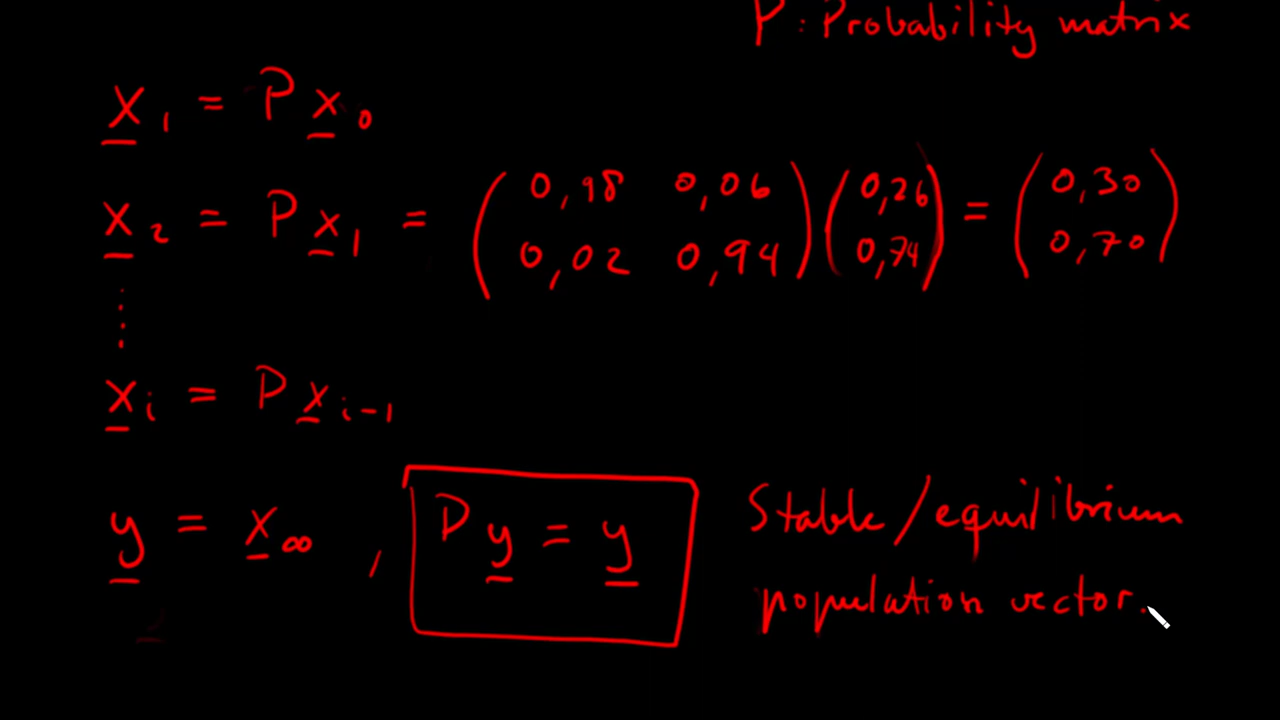 P : Probability matrix
x₁ = P x₀
x₂ = P x₁ = ( 0,98 0,06 ) ( 0,26 ) = ( 0,30 )
( 0,02 0,94 ) ( 0,74 ) ( 0,70 )
⋮
xᵢ = P xᵢ₋₁
y = x∞ , P y = y Stable/equilibrium
population vector.